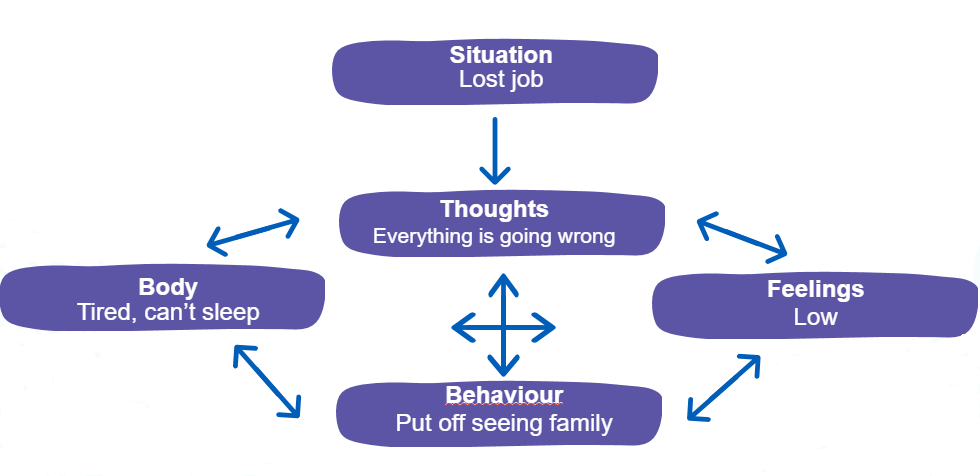 Situation
Lost job
Thoughts
Everything is going wrong
Body
Tired, can’t sleep
Feelings
Low
Behaviour
Put off seeing family